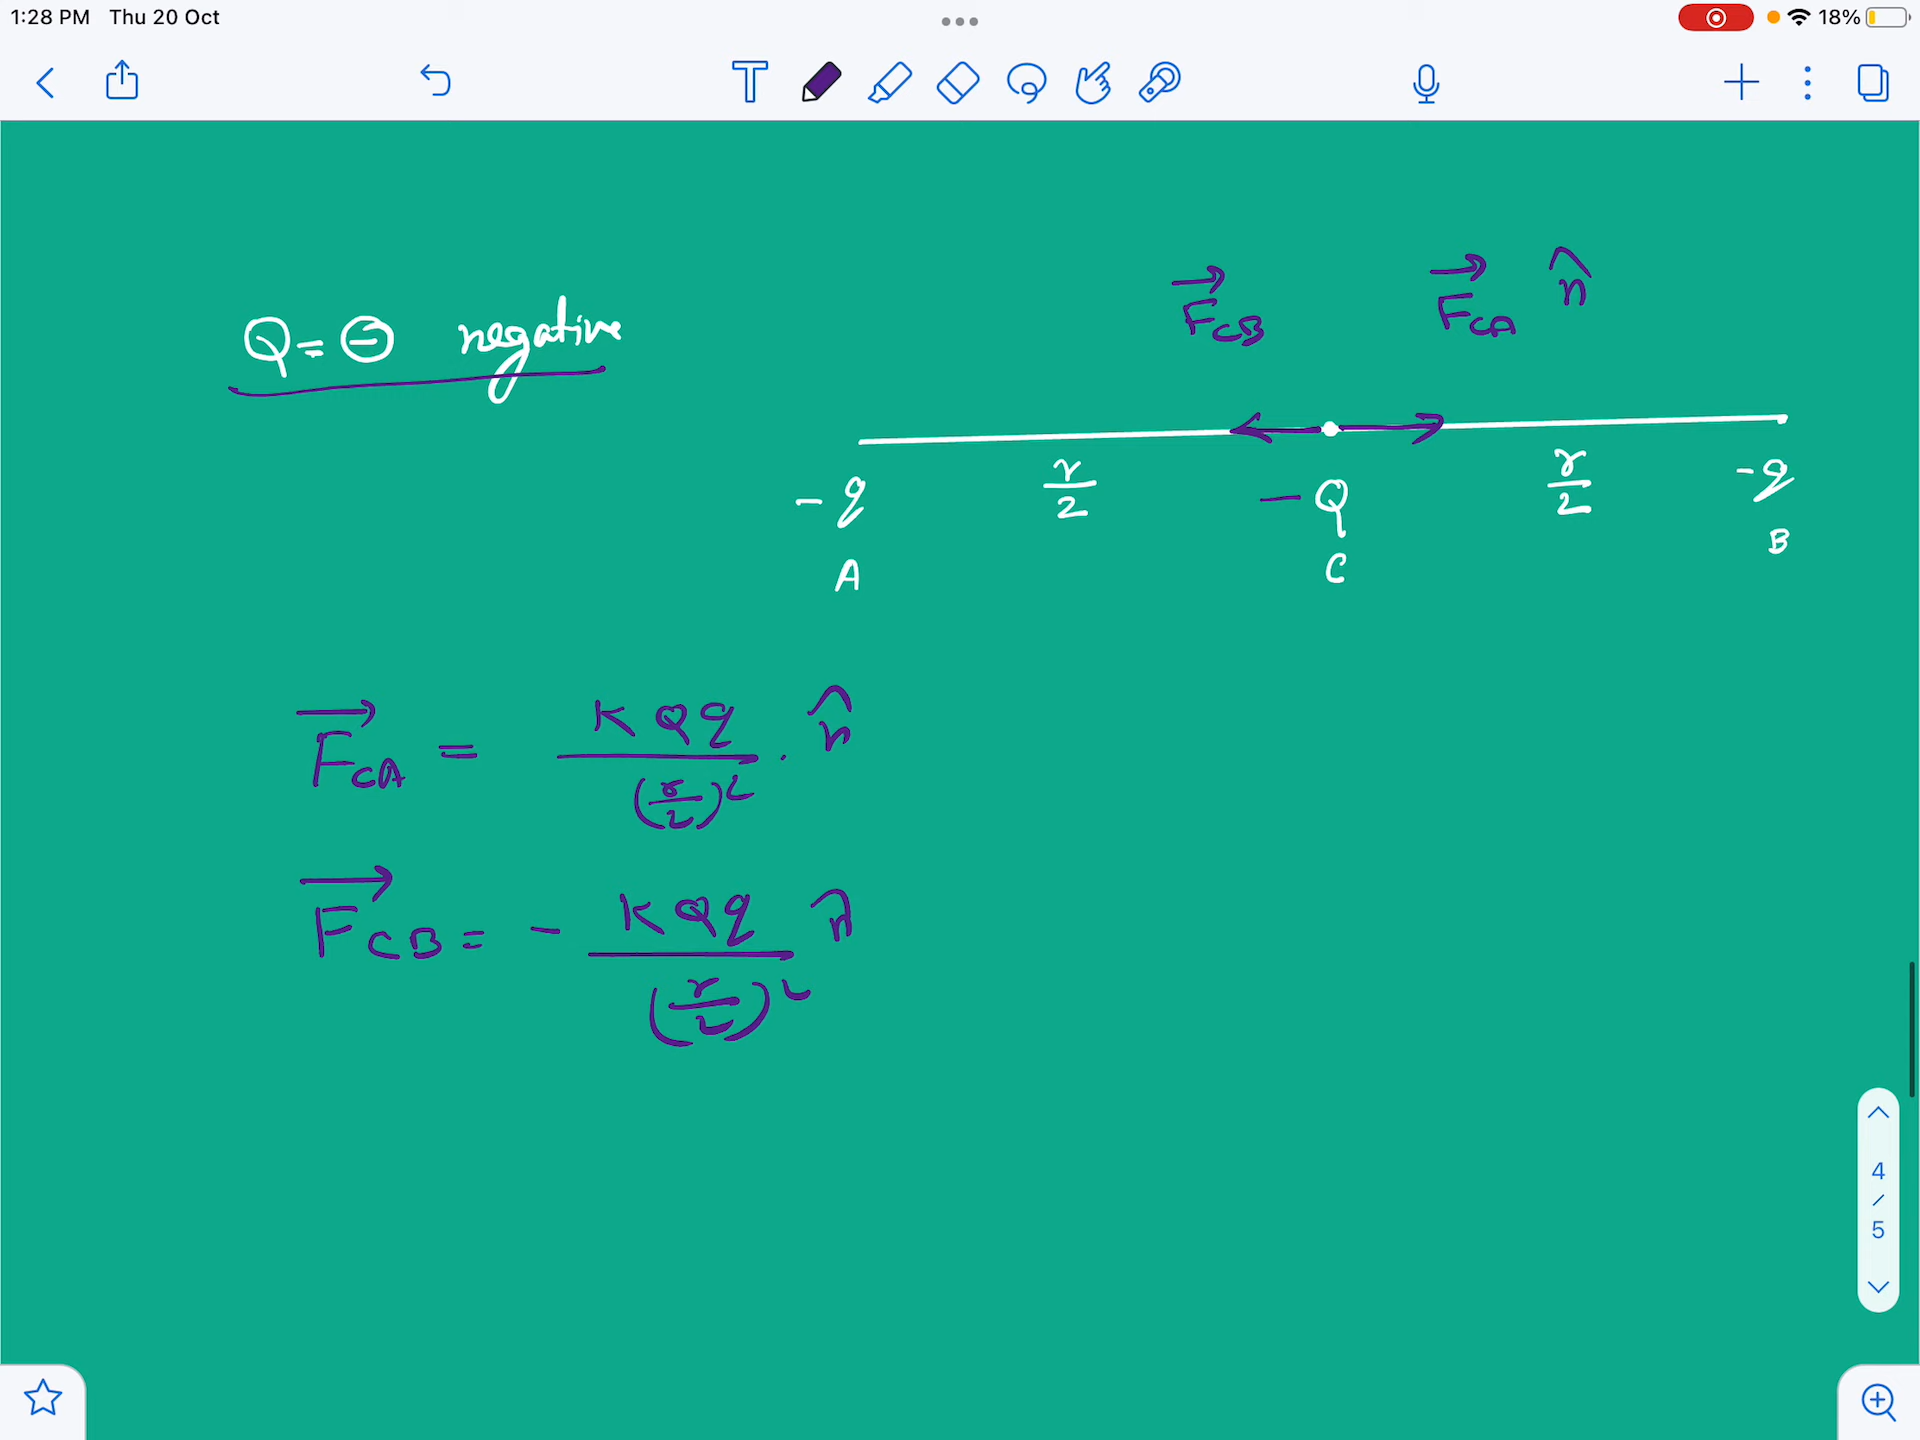 1:28 PM Thu 20 Oct
18%
T
Q = ⊖ negative
F⃗CB F⃗CA n̂
-q r/2 -Q r/2 -q
A C B
F⃗CA = KQq/(r/2)² · n̂
F⃗CB = - KQq/(r/2)² n̂
4
/
5